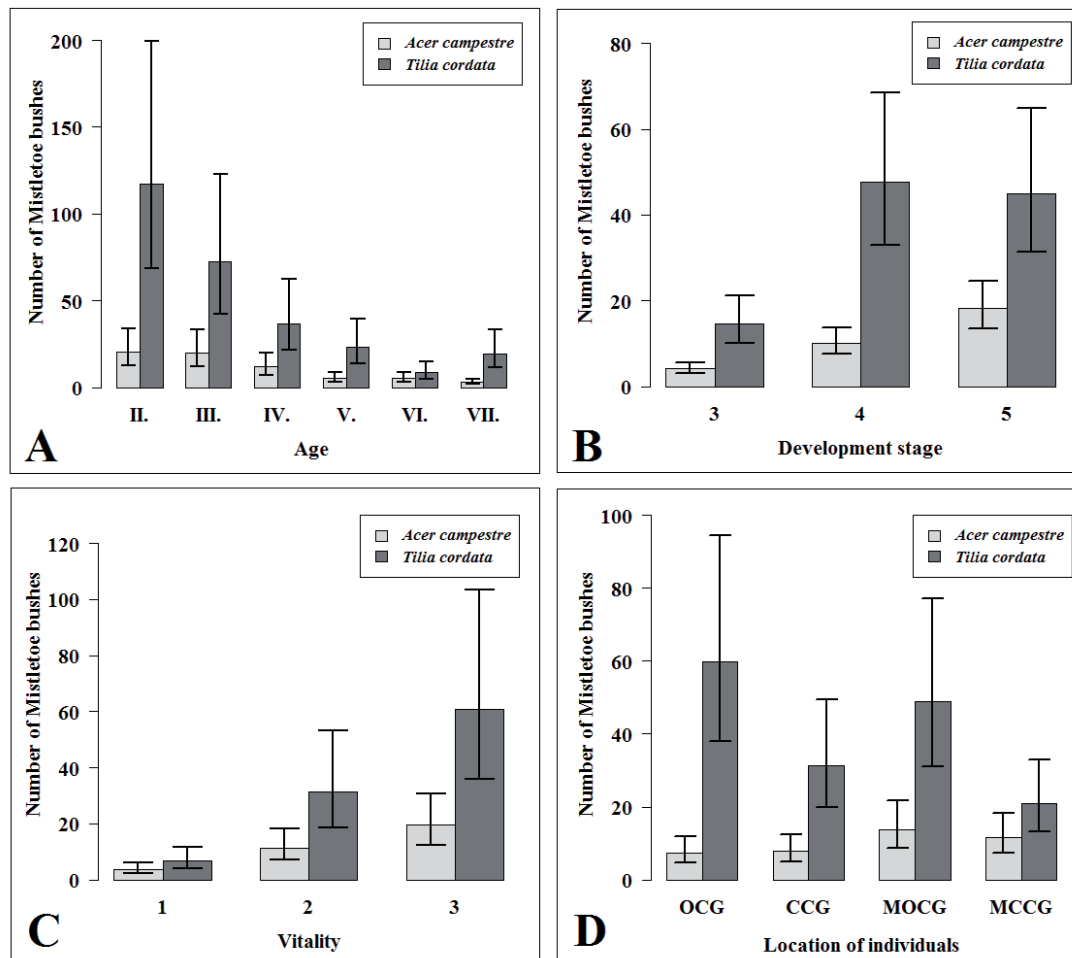 Acer campestre
Tilia cordata
Number of Mistletoe bushes
200
150
100
50
0
II. III. IV. V. VI. VII.
Age
A
Acer campestre
Tilia cordata
Number of Mistletoe bushes
80
60
40
20
0
3 4 5
Development stage
B
Acer campestre
Tilia cordata
Number of Mistletoe bushes
120
100
80
60
40
20
0
1 2 3
Vitality
C
Acer campestre
Tilia cordata
Number of Mistletoe bushes
100
80
60
40
20
0
OCG CCG MOCG MCCG
Location of individuals
D